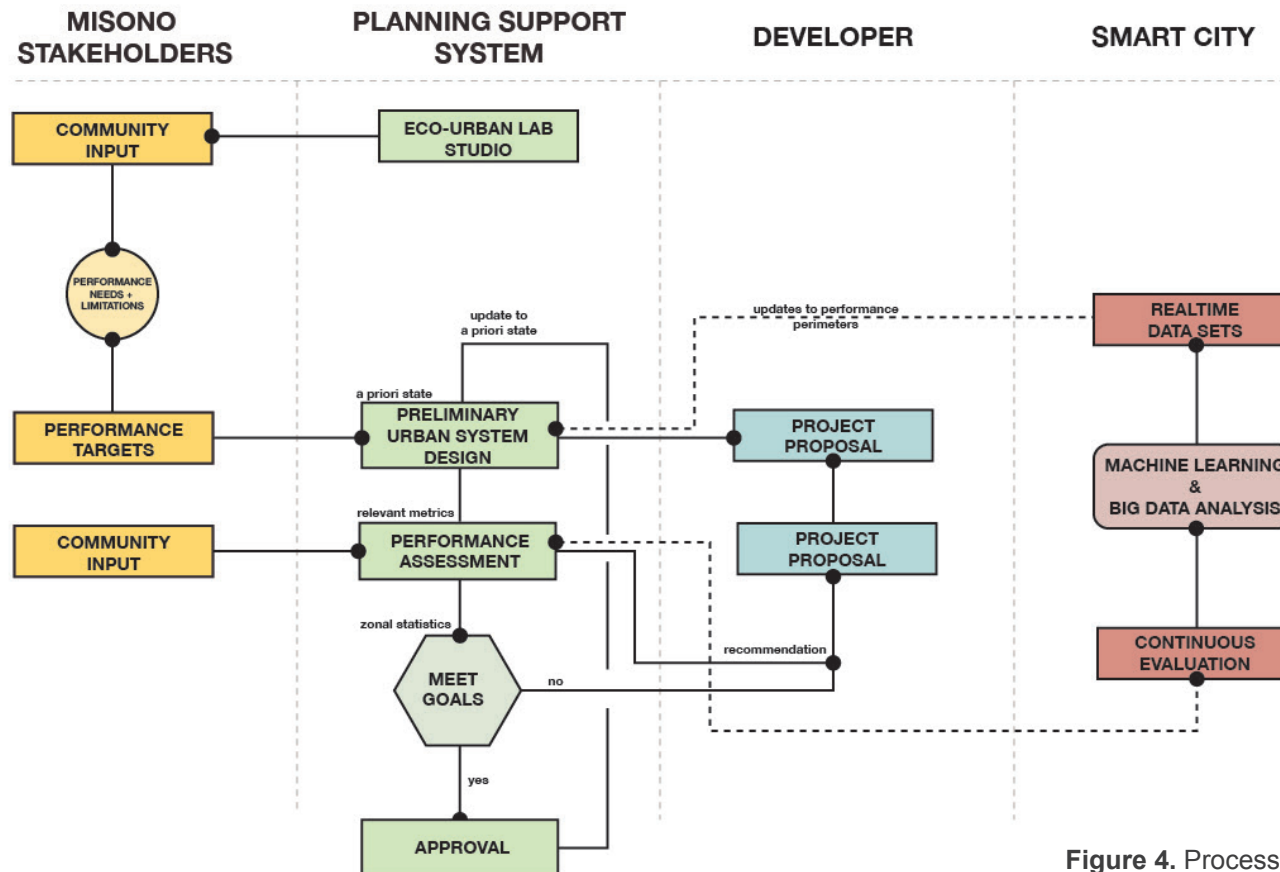 MISONO
STAKEHOLDERS
PLANNING SUPPORT
SYSTEM
DEVELOPER
SMART CITY
COMMUNITY
INPUT
ECO-URBAN LAB
STUDIO
PERFORMANCE
NEEDS +
LIMITATIONS
update to
a priori state
updates to performance
perimeters
REALTIME
DATA SETS
a priori state
PERFORMANCE
TARGETS
PRELIMINARY
URBAN SYSTEM
DESIGN
PROJECT
PROPOSAL
MACHINE LEARNING
&
BIG DATA ANALYSIS
relevant metrics
COMMUNITY
INPUT
PERFORMANCE
ASSESSMENT
PROJECT
PROPOSAL
zonal statistics
recommendation
CONTINUOUS
EVALUATION
MEET
GOALS
no
yes
APPROVAL
Figure 4. Process